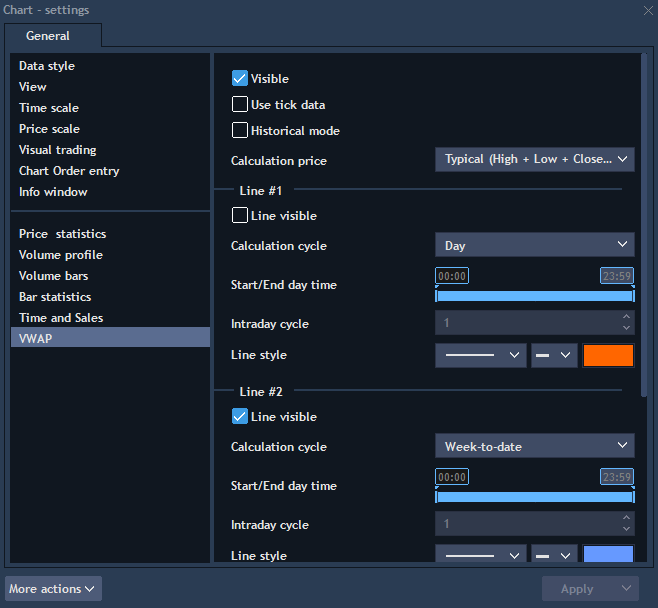 Chart - settings
General
Data style
View
Time scale
Price scale
Visual trading
Chart Order entry
Info window
Price statistics
Volume profile
Volume bars
Bar statistics
Time and Sales
VWAP
Visible
Use tick data
Historical mode
Calculation price
Typical (High + Low + Close...
Line #1
Line visible
Calculation cycle
Day
Start/End day time
00:00
23:59
Intraday cycle
1
Line style
Line #2
Line visible
Calculation cycle
Week-to-date
Start/End day time
00:00
23:59
Intraday cycle
1
Line style
More actions
Apply